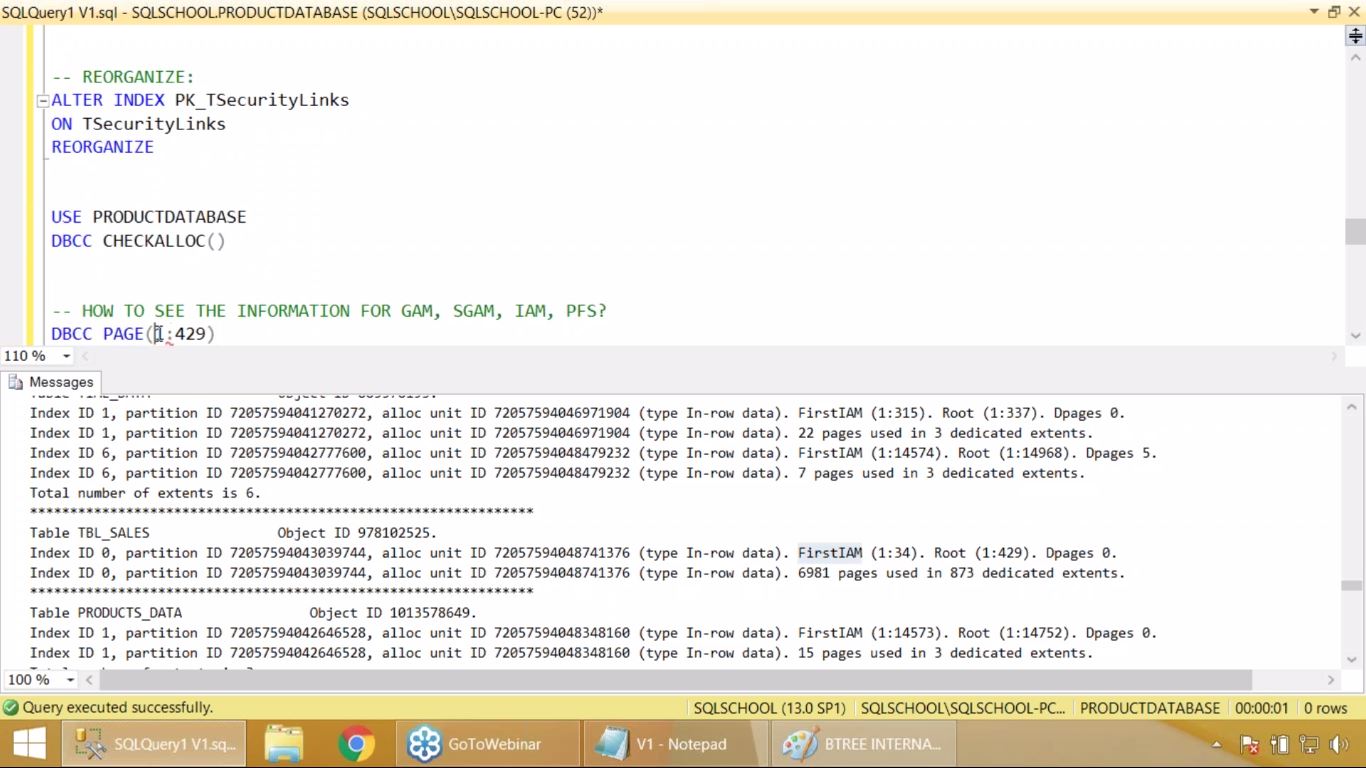 SQLQuery1 V1.sql - SQLSCHOOL.PRODUCTDATABASE (SQLSCHOOL\SQLSCHOOL-PC (52))*
-- REORGANIZE:
ALTER INDEX PK_TSecurityLinks
ON TSecurityLinks
REORGANIZE
USE PRODUCTDATABASE
DBCC CHECKALLOC()
-- HOW TO SEE THE INFORMATION FOR GAM, SGAM, IAM, PFS?
DBCC PAGE(1:429)
110 %
Messages
Index ID 1, partition ID 72057594041270272, alloc unit ID 72057594046971904 (type In-row data). FirstIAM (1:315). Root (1:337). Dpages 0.
Index ID 1, partition ID 72057594041270272, alloc unit ID 72057594046971904 (type In-row data). 22 pages used in 3 dedicated extents.
Index ID 6, partition ID 72057594042777600, alloc unit ID 72057594048479232 (type In-row data). FirstIAM (1:14574). Root (1:14968). Dpages 5.
Index ID 6, partition ID 72057594042777600, alloc unit ID 72057594048479232 (type In-row data). 7 pages used in 3 dedicated extents.
Total number of extents is 6.
***************************************************************
Table TBL_SALES Object ID 978102525.
Index ID 0, partition ID 72057594043039744, alloc unit ID 72057594048741376 (type In-row data). FirstIAM (1:34). Root (1:429). Dpages 0.
Index ID 0, partition ID 72057594043039744, alloc unit ID 72057594048741376 (type In-row data). 6981 pages used in 873 dedicated extents.
***************************************************************
Table PRODUCTS_DATA Object ID 1013578649.
Index ID 1, partition ID 72057594042646528, alloc unit ID 72057594048348160 (type In-row data). FirstIAM (1:14573). Root (1:14752). Dpages 0.
Index ID 1, partition ID 72057594042646528, alloc unit ID 72057594048348160 (type In-row data). 15 pages used in 3 dedicated extents.
100 %
Query executed successfully. SQLSCHOOL (13.0 SP1) SQLSCHOOL\SQLSCHOOL-PC... PRODUCTDATABASE 00:00:01 0 rows
SQLQuery1 V1.sq... GoToWebinar V1 - Notepad BTREE INTERNA...